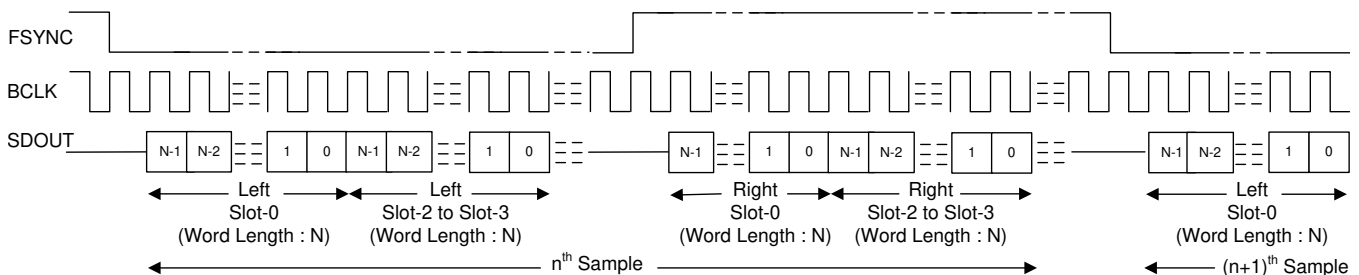 FSYNC
BCLK
SDOUT
N-1 N-2 1 0 N-1 N-2 1 0 N-1 1 0 N-1 N-2 1 0 N-1 N-2 1 0
Left Left Right Right Left
Slot-0 Slot-2 to Slot-3 Slot-0 Slot-2 to Slot-3 Slot-0
(Word Length : N) (Word Length : N) (Word Length : N) (Word Length : N) (Word Length : N)
nth Sample (n+1)th Sample